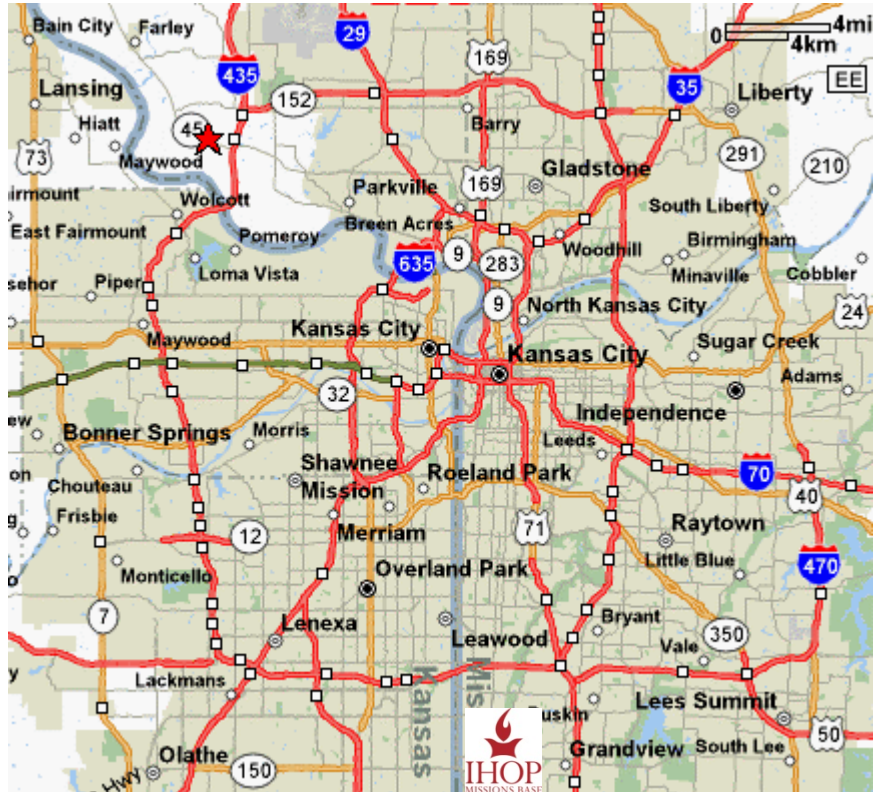 Bain City
Farley
29
169
4mi
0
4km
435
35
EE
Lansing
152
Liberty
Hiatt
45
Barry
73
Maywood
291
210
Gladstone
169
Parkville
Wolcott
South Liberty
Breen Acres
East Fairmount
Pomeroy
9
Woodhill
Birmingham
Loma Vista
635
283
Minaville
Cobbler
Piper
9
North Kansas City
24
Maywood
Kansas City
Sugar Creek
Kansas City
Adams
32
Independence
Bonner Springs
Morris
Leeds
Shawnee
Mission
Roeland Park
70
Chouteau
40
Frisbie
12
Merriam
71
Raytown
Monticello
Overland Park
Little Blue
470
7
Lenexa
Leawood
Bryant
350
Vale
Lackmans
Kansas
Lees Summit
50
Olathe
South Lee
Grandview
150
Hwy
IHOP
MISSIONS BASE